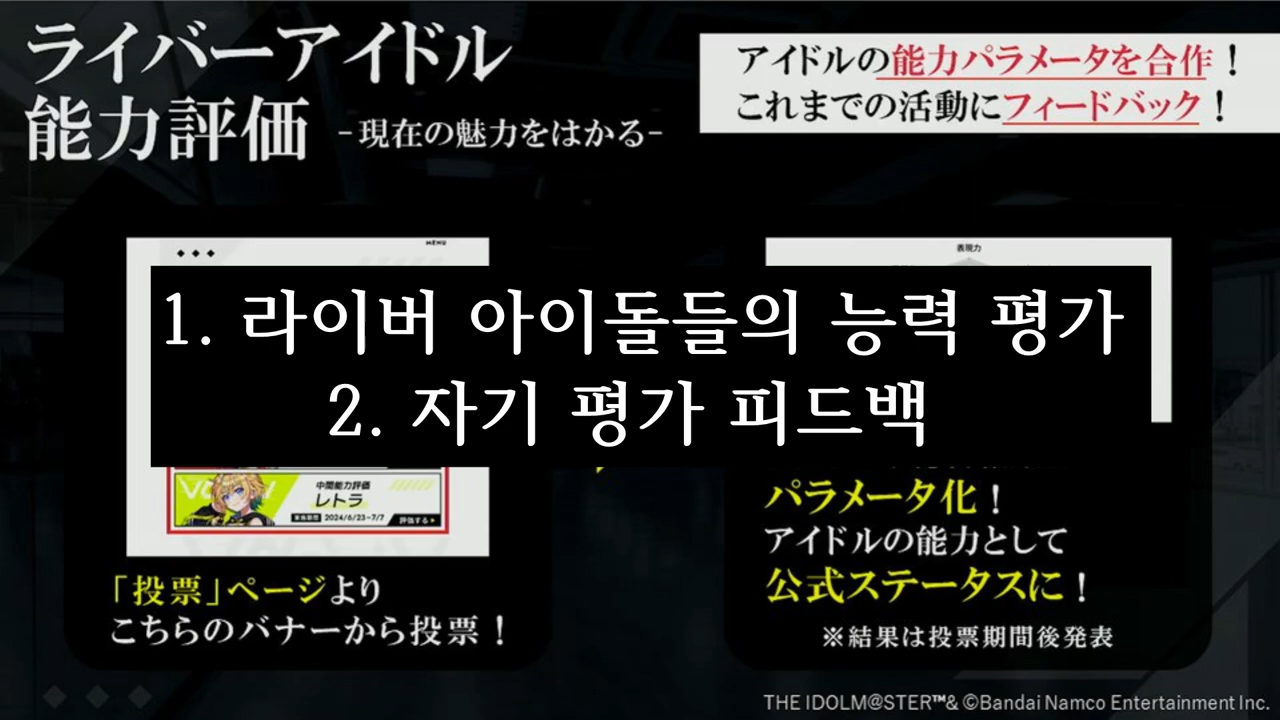 ライバーアイドル
能力評価 -現在の魅力をはかる-
アイドルの能力パラメータを合作！
これまでの活動にフィードバック！
MENU
表現力
1. 라이버 아이돌들의 능력 평가
2. 자기 평가 피드백
中間能力評価
レトラ
実施期間 2024/6/23~7/7 評価する
「投票」ページより
こちらのバナーから投票！
パラメータ化！
アイドルの能力として
公式ステータスに！
※結果は投票期間後発表
THE IDOLM@STER™& ©Bandai Namco Entertainment Inc.